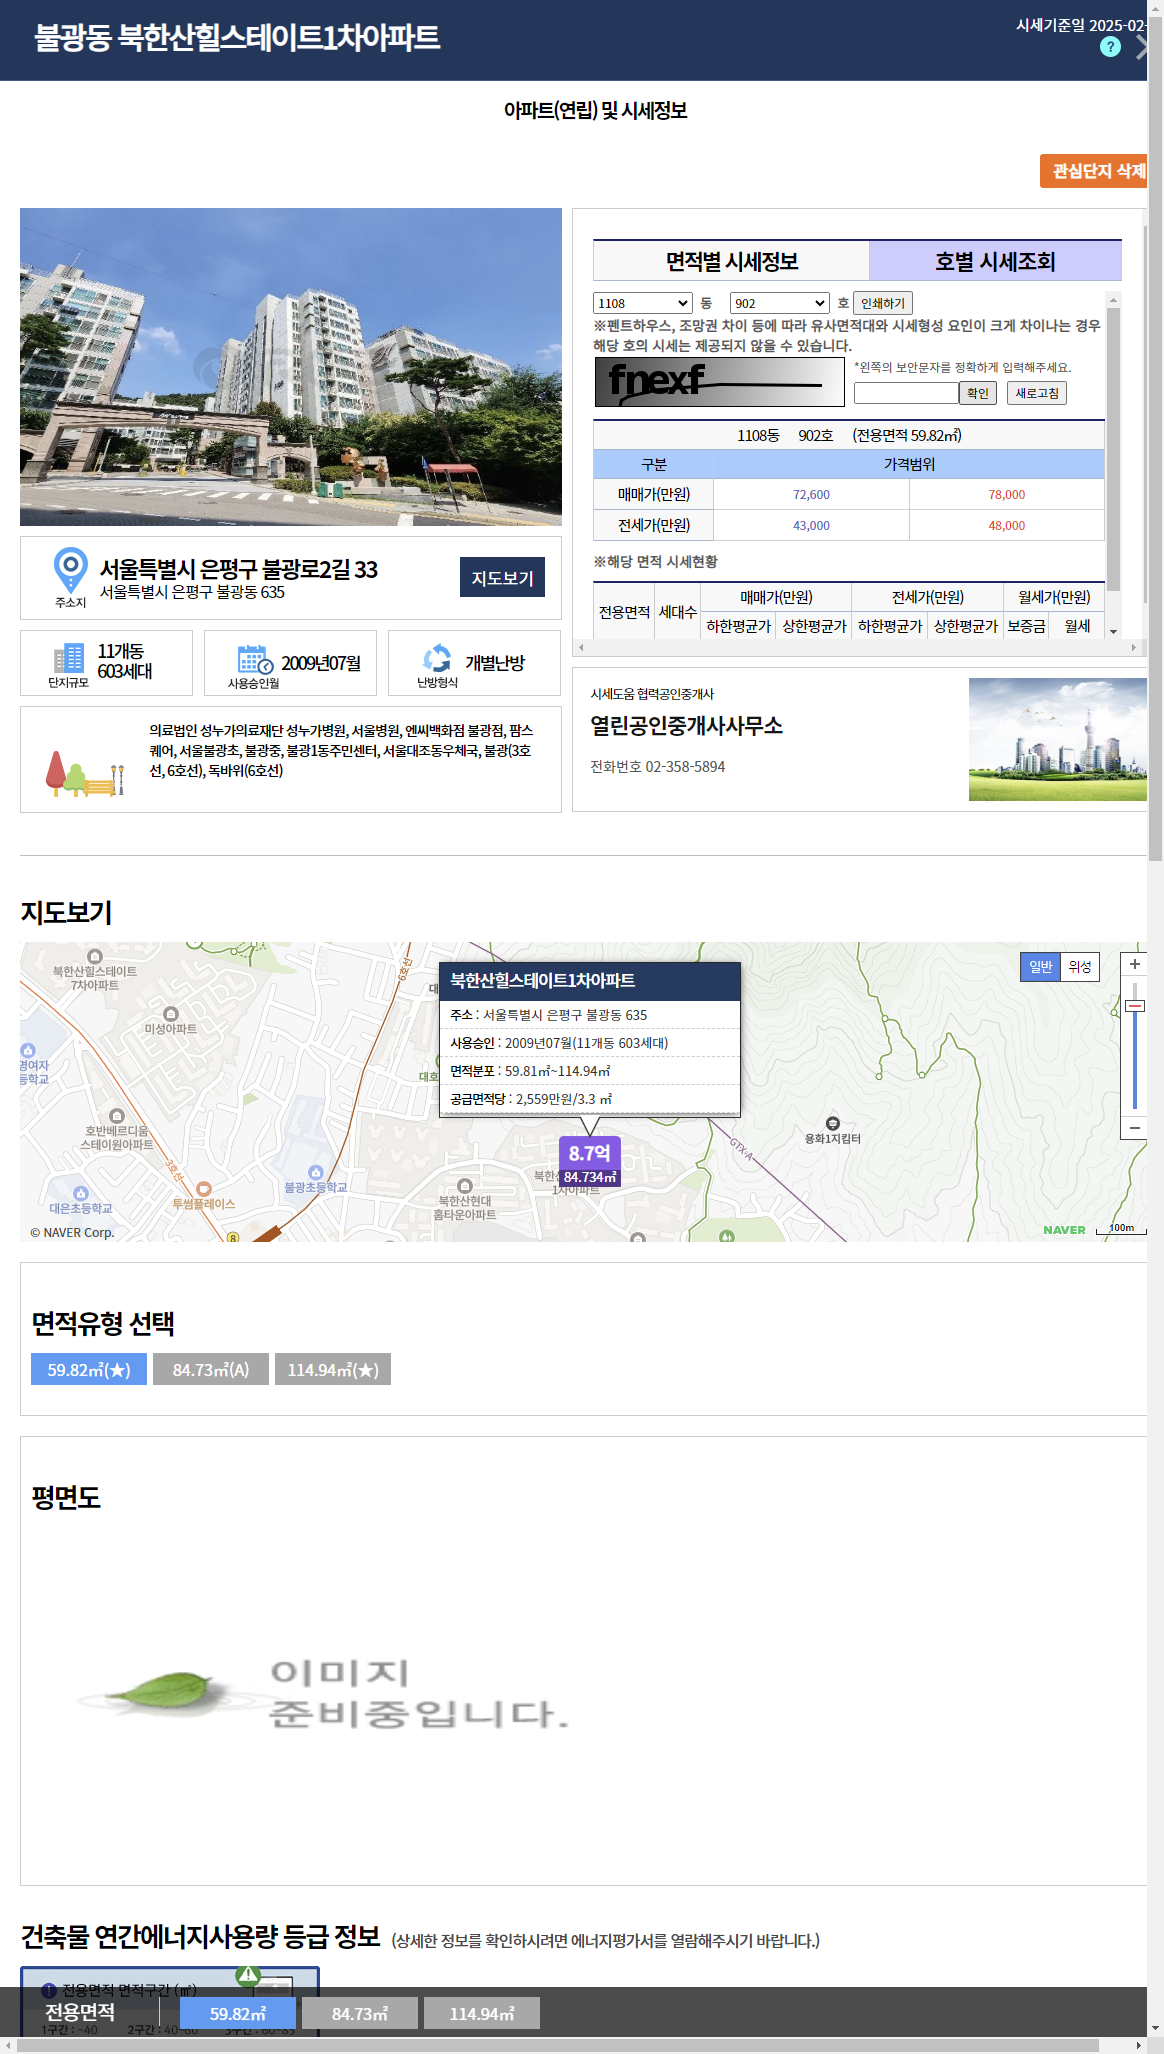 불광동 북한산힐스테이트1차아파트
시세기준일 2025-02-
?
아파트(연립) 및 시세정보
관심단지 삭제
면적별 시세정보 호별 시세조회
1108 동 902 호 인쇄하기
※펜트하우스, 조망권 차이 등에 따라 유사면적대와 시세형성 요인이 크게 차이나는 경우
해당 호의 시세는 제공되지 않을 수 있습니다.
fnexf
*왼쪽의 보안문자를 정확하게 입력해주세요.
확인 새로고침
1108동 902호 (전용면적 59.82㎡)
구분 가격범위
매매가(만원) 72,600 78,000
전세가(만원) 43,000 48,000
※해당 면적 시세현황
전용면적 세대수 매매가(만원) 전세가(만원) 월세가(만원)
하한평균가 상한평균가 하한평균가 상한평균가 보증금 월세
주소지
서울특별시 은평구 불광로2길 33
서울특별시 은평구 불광동 635
지도보기
단지규모
11개동
603세대
사용승인월
2009년07월
난방형식
개별난방
의료법인 성누가의료재단 성누가병원, 서울병원, 엔씨백화점 불광점, 팜스
퀘어, 서울불광초, 불광중, 불광1동주민센터, 서울대조동우체국, 불광(3호
선, 6호선), 독바위(6호선)
시세도움 협력공인중개사
열린공인중개사사무소
전화번호 02-358-5894
지도보기
북한산힐스테이트
7차아파트
미성아파트
명여자
등학교
호반베르디움
스테이원아파트
대은초등학교
3호선
투썸플레이스
불광초등학교
6호선
대
대호
북한산힐스테이트1차아파트
주소 : 서울특별시 은평구 불광동 635
사용승인 : 2009년07월(11개동 603세대)
면적분포 : 59.81㎡~114.94㎡
공급면적당 : 2,559만원/3.3 ㎡
8.7억
84.734㎡
북한산
1차아파트
북한산현대
홈타운아파트
GTX-A
용화1지킴터
일반 위성
+
−
8
© NAVER Corp.
NAVER
100m
면적유형 선택
59.82㎡(★) 84.73㎡(A) 114.94㎡(★)
평면도
이미지
준비중입니다.
건축물 연간에너지사용량 등급 정보 (상세한 정보를 확인하시려면 에너지평가서를 열람해주시기 바랍니다.)
전용면적 면적구간 (㎡)
1구간 : ~40 2구간 : 40~60 3구간 : 60~85
전용면적 59.82㎡ 84.73㎡ 114.94㎡